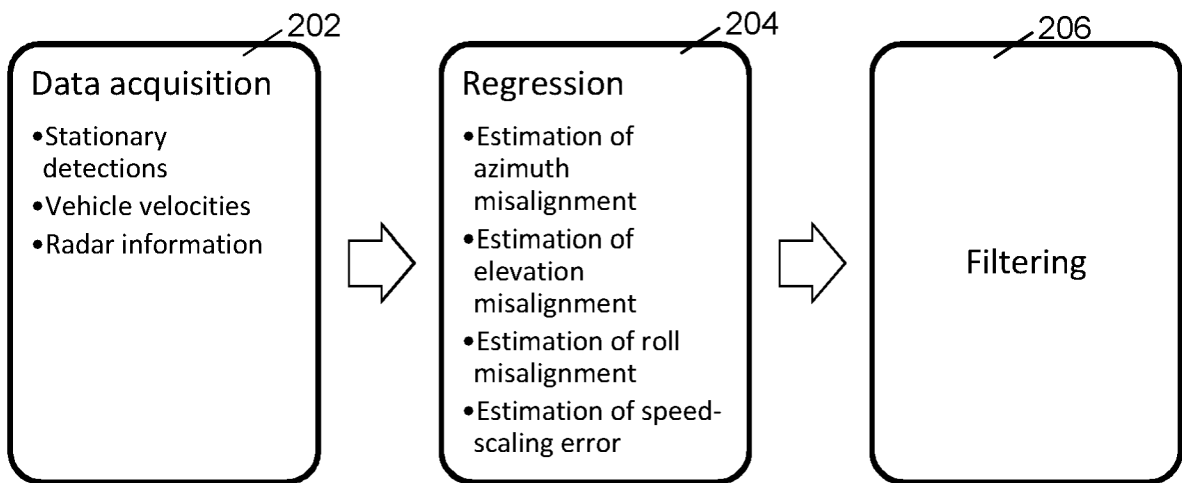 202
Data acquisition
•Stationary
detections
•Vehicle velocities
•Radar information
204
Regression
•Estimation of
azimuth
misalignment
•Estimation of
elevation
misalignment
•Estimation of roll
misalignment
•Estimation of speed-
scaling error
206
Filtering